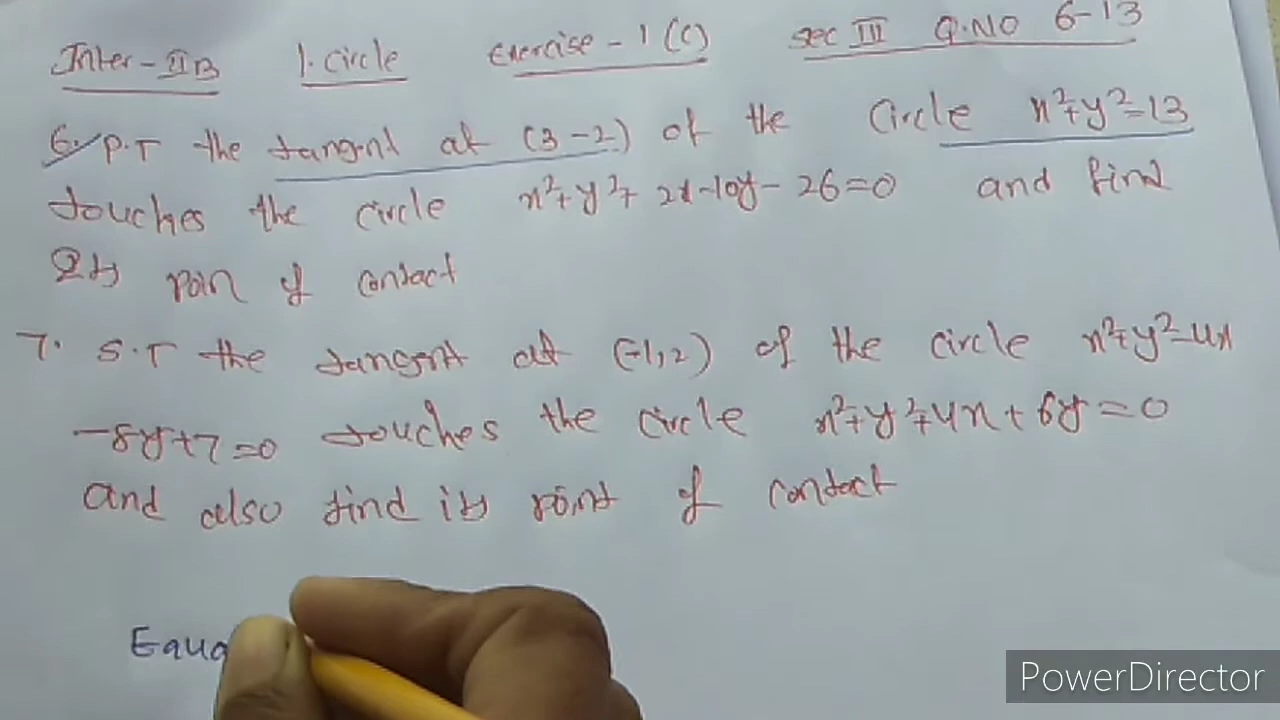 Inter-IIB 1. Circle Exercise-1(C) Sec III Q.NO 6-13
6. P.T the tangent at (3 -2) of the Circle x²+y²=13
touches the circle x²+y²+2x-10y-26=0 and find
Its poin of contact
7. S.T the tangent at (-1,2) of the circle x²+y²-4x
-8y+7=0 touches the circle x²+y²+4x+6y=0
and also find its point of contact
Equa
PowerDirector